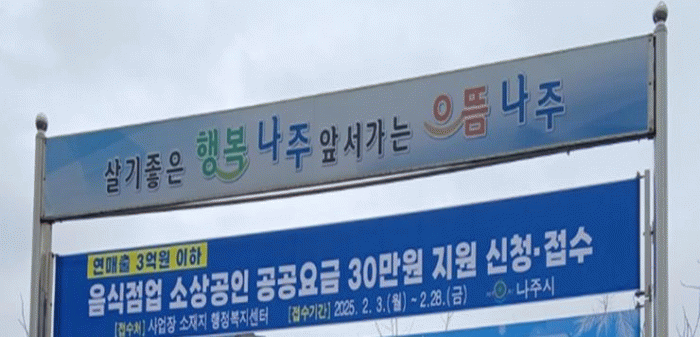 살기좋은 행복 나주 앞서가는 으뜸 나주
연매출 3억원 이하
음식점업 소상공인 공공요금 30만원 지원 신청·접수
[접수처] 사업장 소재지 행정복지센터 [접수기간] 2025. 2. 3.(월) ~ 2.28.(금) 나주시